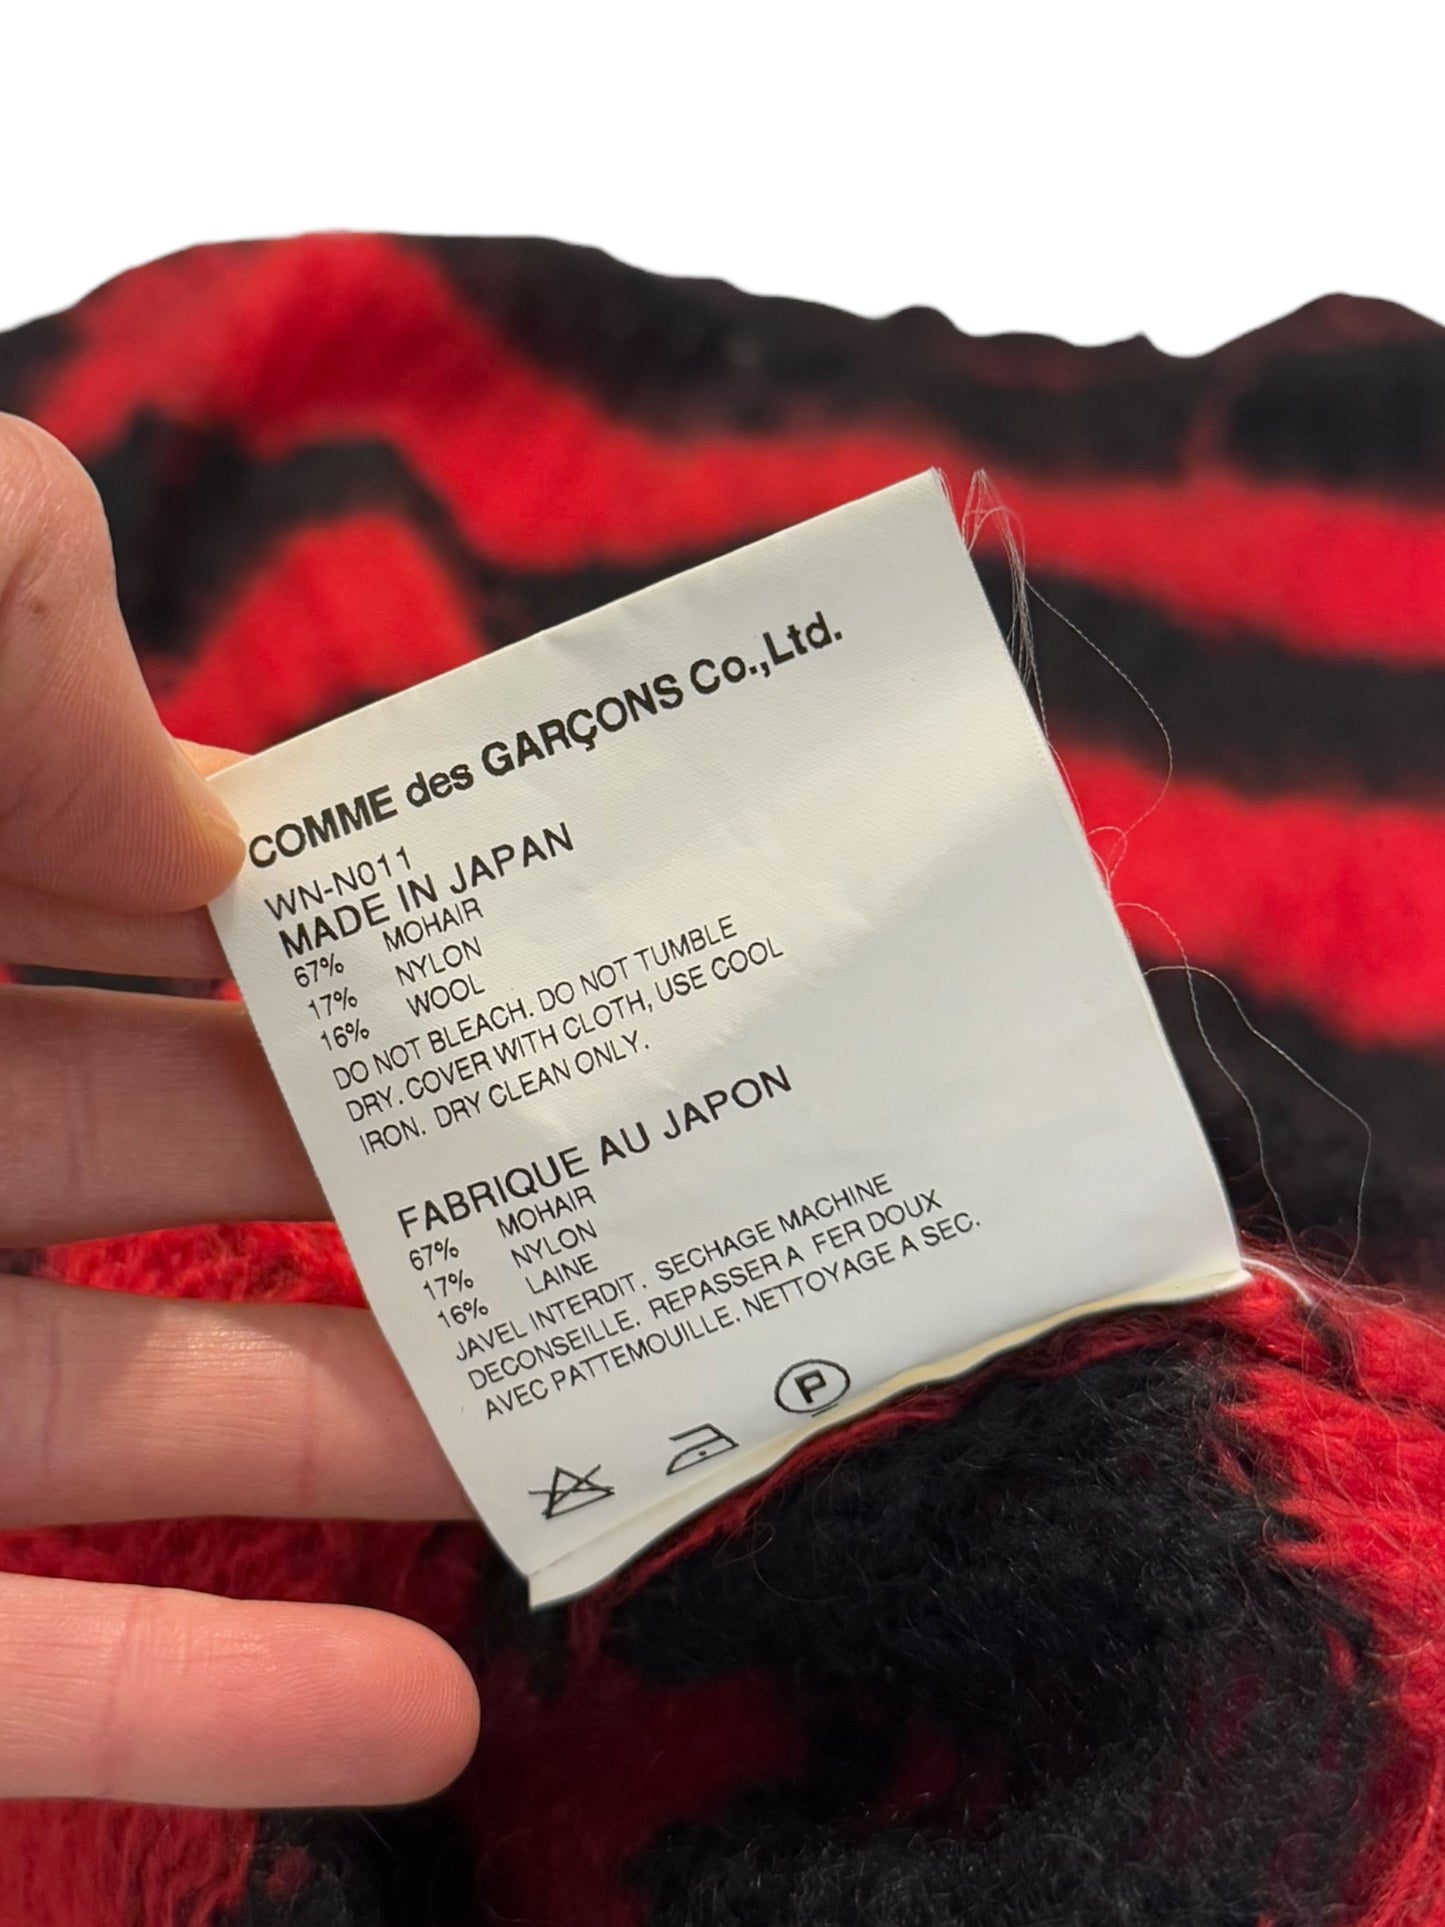 COMME des GARÇONS Co.,Ltd.
WN-N011
MADE IN JAPAN
67% MOHAIR
17% NYLON
16% WOOL
DO NOT BLEACH. DO NOT TUMBLE
DRY. COVER WITH CLOTH, USE COOL
IRON. DRY CLEAN ONLY.
FABRIQUE AU JAPON
67% MOHAIR
17% NYLON
16% LAINE
JAVEL INTERDIT. SECHAGE MACHINE
DECONSEILLE. REPASSER A FER DOUX
AVEC PATTEMOUILLE. NETTOYAGE A SEC.
P